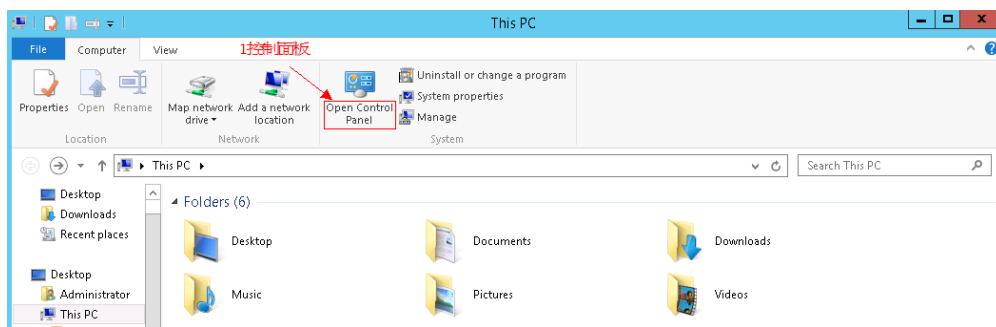 This PC
File Computer View
1控制面板
Properties Open Rename
Map network drive
Add a network location
Open Control Panel
Uninstall or change a program
System properties
Manage
Location Network System
This PC
Search This PC
Desktop
Downloads
Recent places
Desktop
Administrator
This PC
Folders (6)
Desktop Documents Downloads
Music Pictures Videos